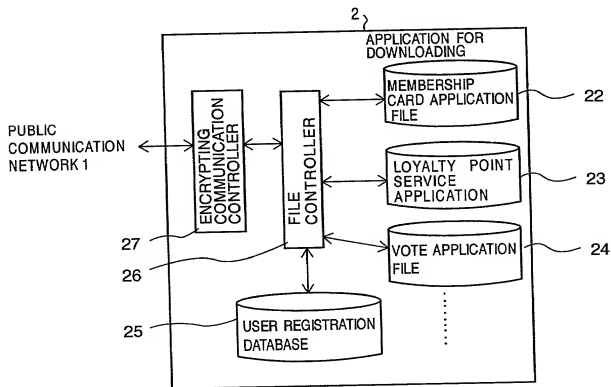 2
APPLICATION FOR
DOWNLOADING
MEMBERSHIP
CARD APPLICATION
FILE
22
PUBLIC
COMMUNICATION
NETWORK 1
ENCRYPTING
COMMUNICATION
CONTROLLER
27
FILE
CONTROLLER
26
LOYALTY POINT
SERVICE
APPLICATION
23
VOTE APPLICATION
FILE
24
25
USER REGISTRATION
DATABASE